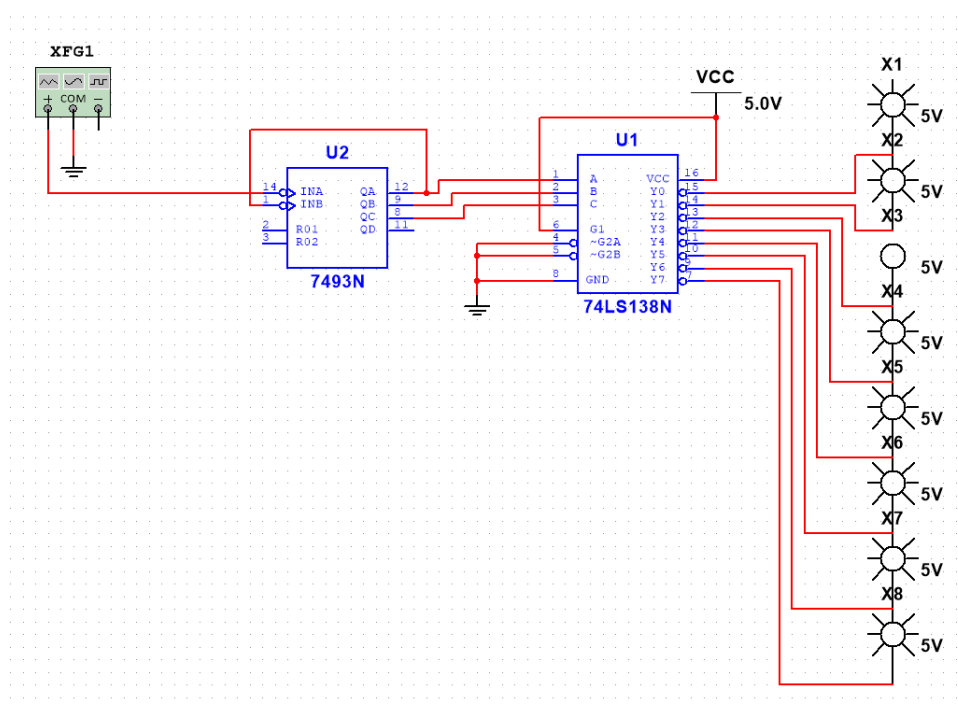 XFG1
+ COM −
VCC
5.0V
U2
14 INA QA 12
1 INB QB 9
QC 8
2 R01 QD 11
3 R02
7493N
U1
1 A VCC 16
2 B Y0 15
3 C Y1 14
Y2 13
6 G1 Y3 12
4 ~G2A Y4 11
5 ~G2B Y5 10
Y6 9
8 GND Y7 7
74LS138N
X1
5V
X2
5V
X3
5V
X4
5V
X5
5V
X6
5V
X7
5V
X8
5V